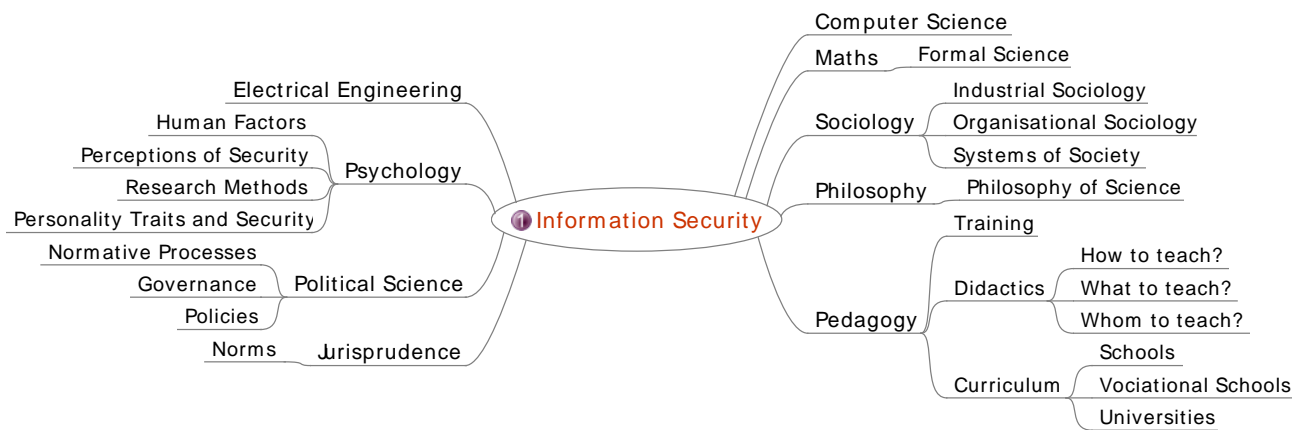 1 Information Security
Electrical Engineering
Psychology
Human Factors
Perceptions of Security
Research Methods
Personality Traits and Security
Political Science
Normative Processes
Governance
Policies
Jurisprudence
Norms
Computer Science
Maths
Formal Science
Sociology
Industrial Sociology
Organisational Sociology
Systems of Society
Philosophy
Philosophy of Science
Pedagogy
Training
Didactics
How to teach?
What to teach?
Whom to teach?
Curriculum
Schools
Vociational Schools
Universities